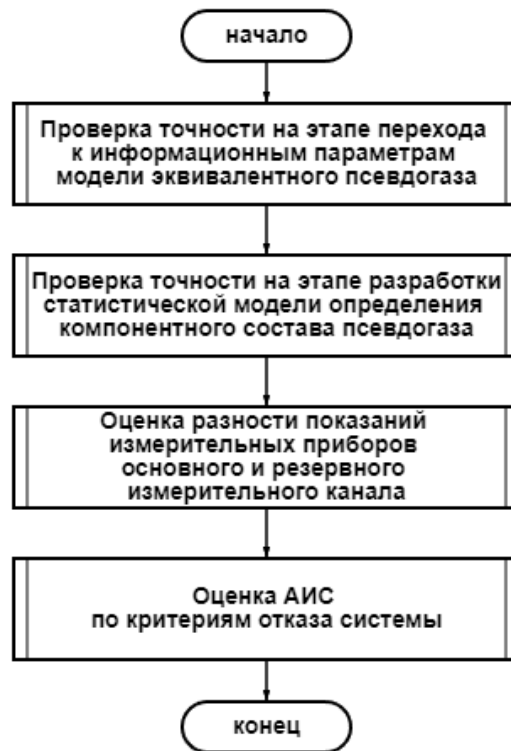 начало
Проверка точности на этапе перехода
к информационным параметрам
модели эквивалентного псевдогаза
Проверка точности на этапе разработки
статистической модели определения
компонентного состава псевдогаза
Оценка разности показаний
измерительных приборов
основного и резервного
измерительного канала
Оценка АИС
по критериям отказа системы
конец